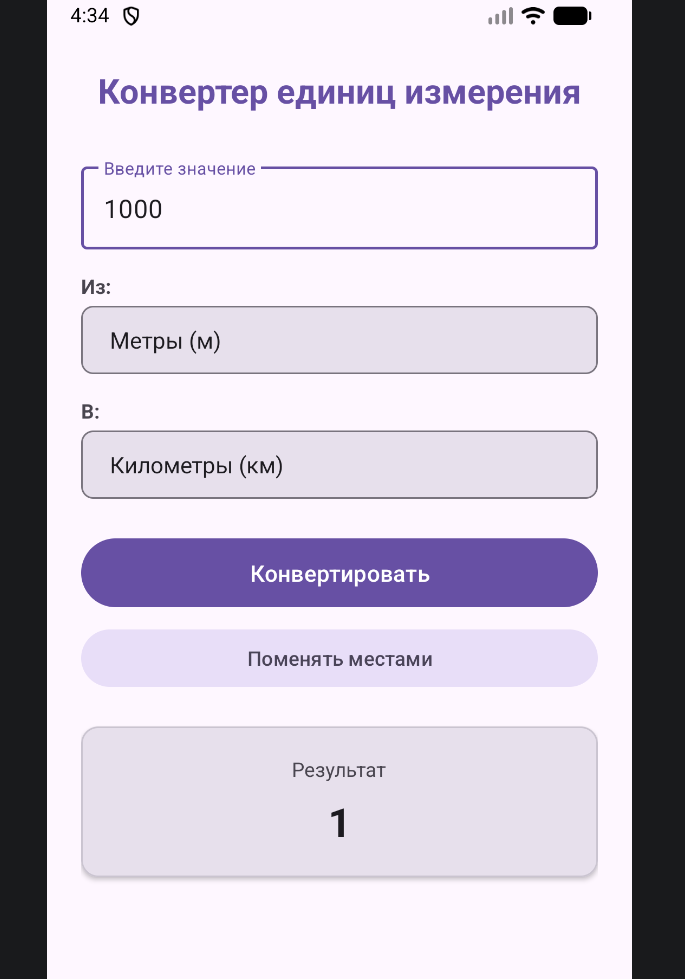 4:34
Конвертер единиц измерения
Введите значение
1000
Из:
Метры (м)
В:
Километры (км)
Конвертировать
Поменять местами
Результат
1